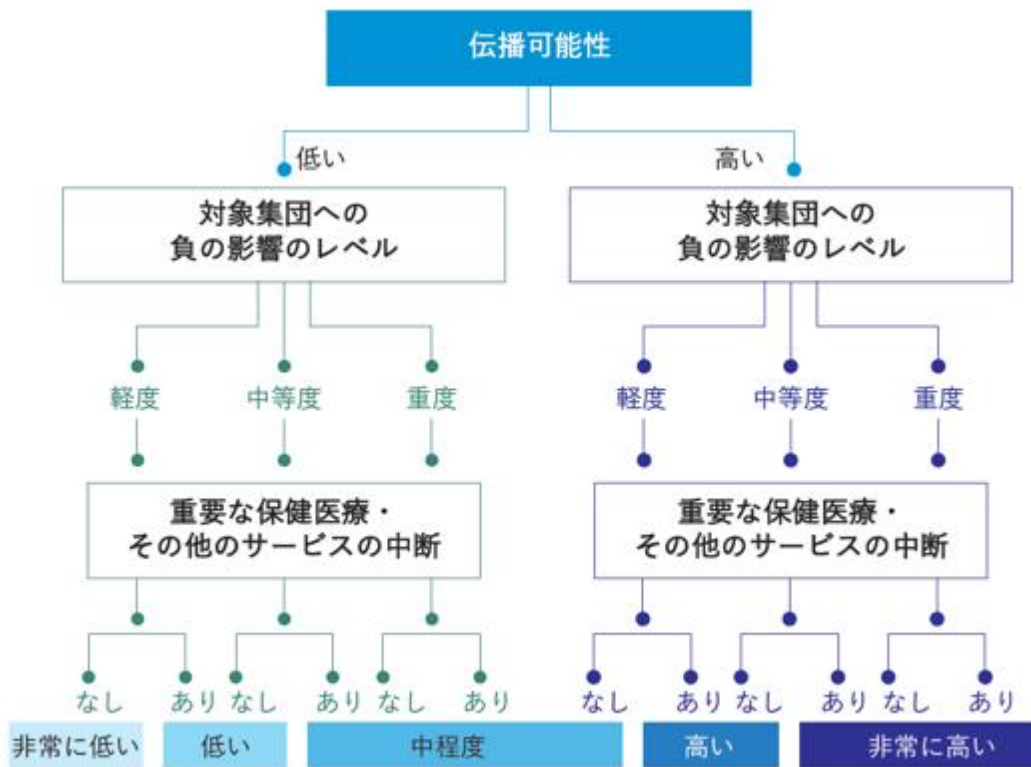 伝播可能性
低い
高い
対象集団への
負の影響のレベル
対象集団への
負の影響のレベル
軽度
中等度
重度
軽度
中等度
重度
重要な保健医療・
その他のサービスの中断
重要な保健医療・
その他のサービスの中断
なし
あり
なし
あり
なし
あり
なし
あり
なし
あり
なし
あり
非常に低い
低い
中程度
高い
非常に高い